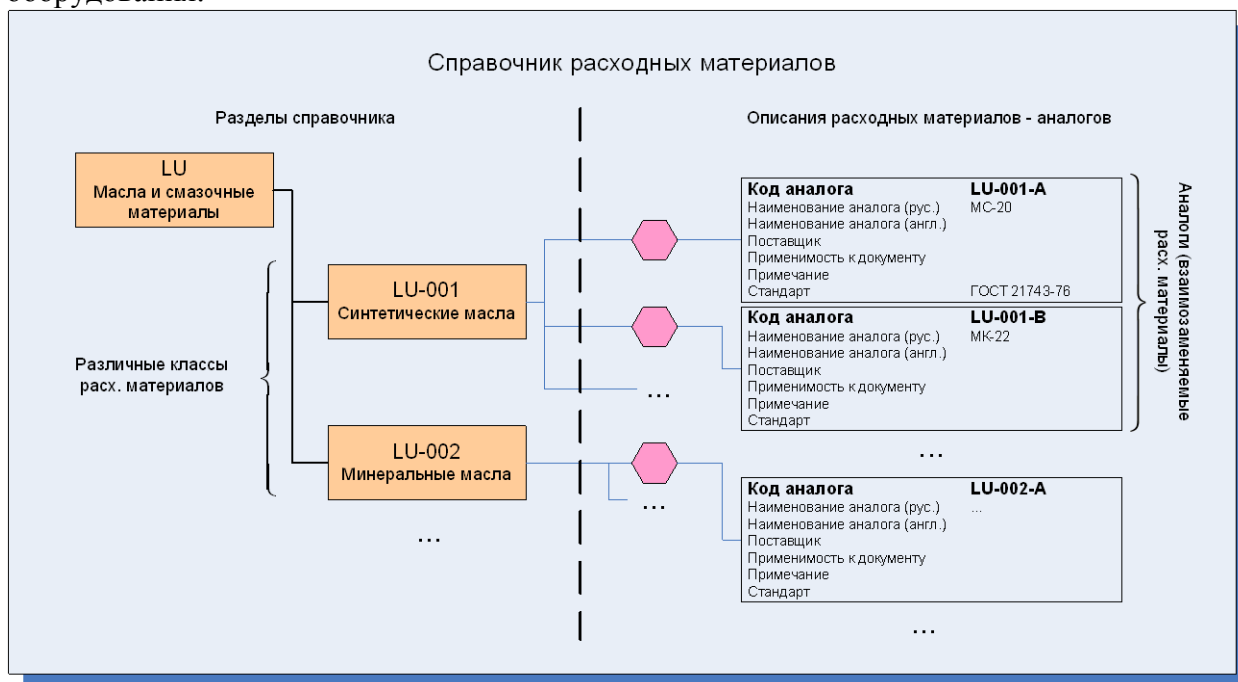 оборудования.
Справочник расходных материалов
Разделы справочника
Описания расходных материалов - аналогов
LU
Масла и смазочные
материалы
Различные классы
расх. материалов
LU-001
Синтетические масла
LU-002
Минеральные масла
...
Код аналога LU-001-A
Наименование аналога (рус.) МС-20
Наименование аналога (англ.)
Поставщик
Применимость к документу
Примечание
Стандарт ГОСТ 21743-76
Код аналога LU-001-B
Наименование аналога (рус.) МК-22
Наименование аналога (англ.)
Поставщик
Применимость к документу
Примечание
Стандарт
...
...
Код аналога LU-002-A
Наименование аналога (рус.) ...
Наименование аналога (англ.)
Поставщик
Применимость к документу
Примечание
Стандарт
...
...
Аналоги (взаимозаменяемые
расх. материалы)